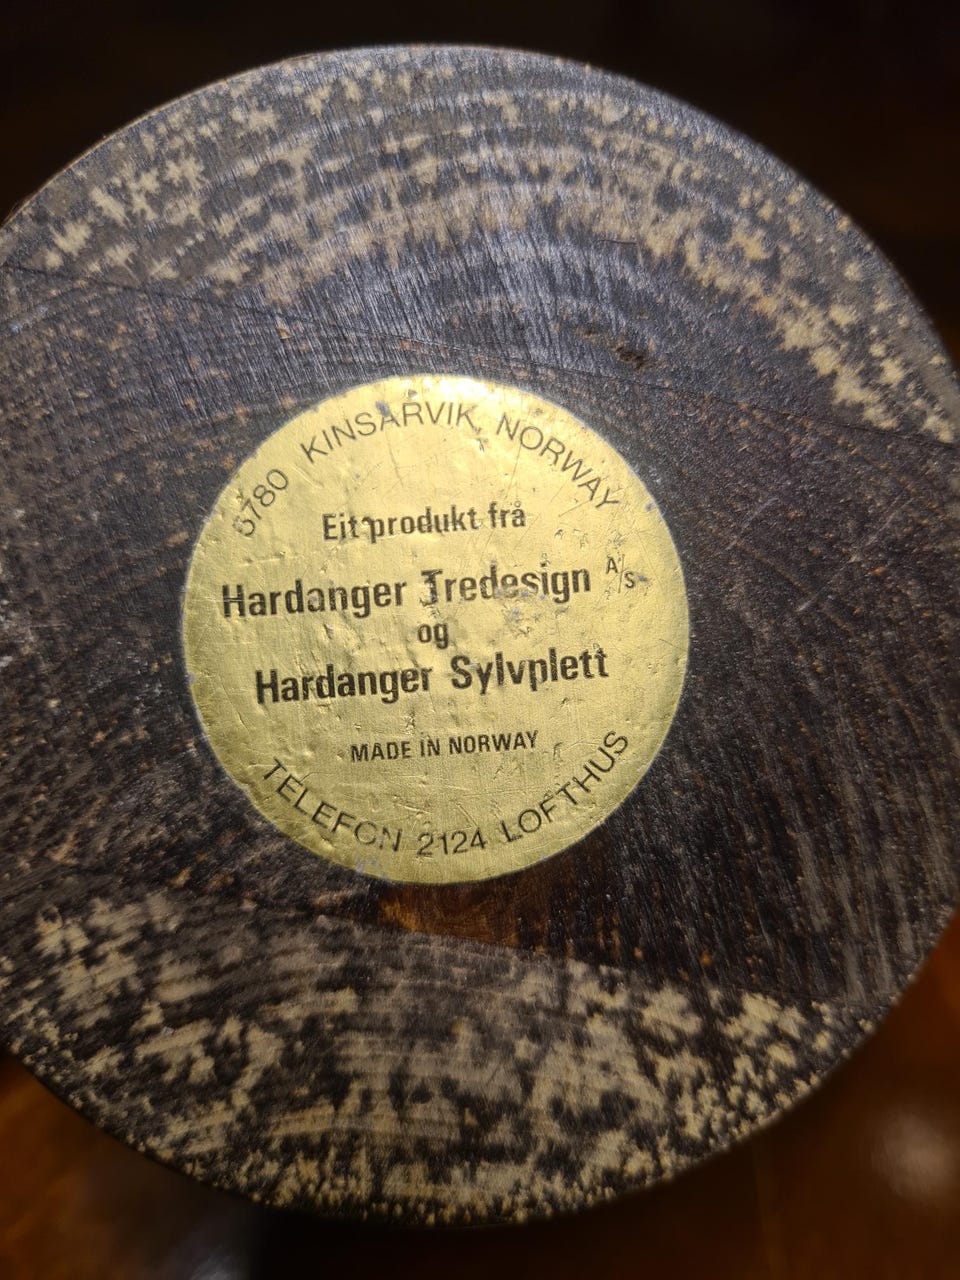 5780 KINSARVIK, NORWAY
Eit produkt frå
Hardanger Tredesign A/S
og
Hardanger Sylvplett
MADE IN NORWAY
TELEFON 2124 LOFTHUS